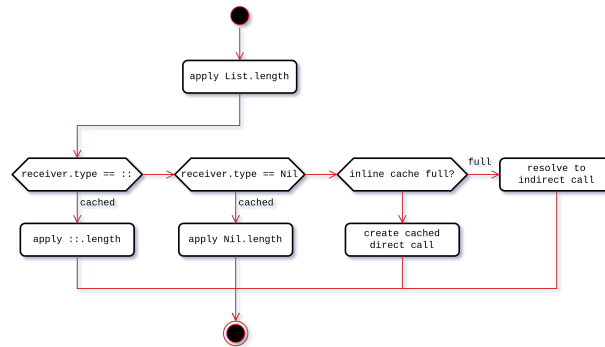 apply List.length
receiver.type == ::
receiver.type == Nil
inline cache full?
full
resolve to
indirect call
cached
cached
apply ::.length
apply Nil.length
create cached
direct call